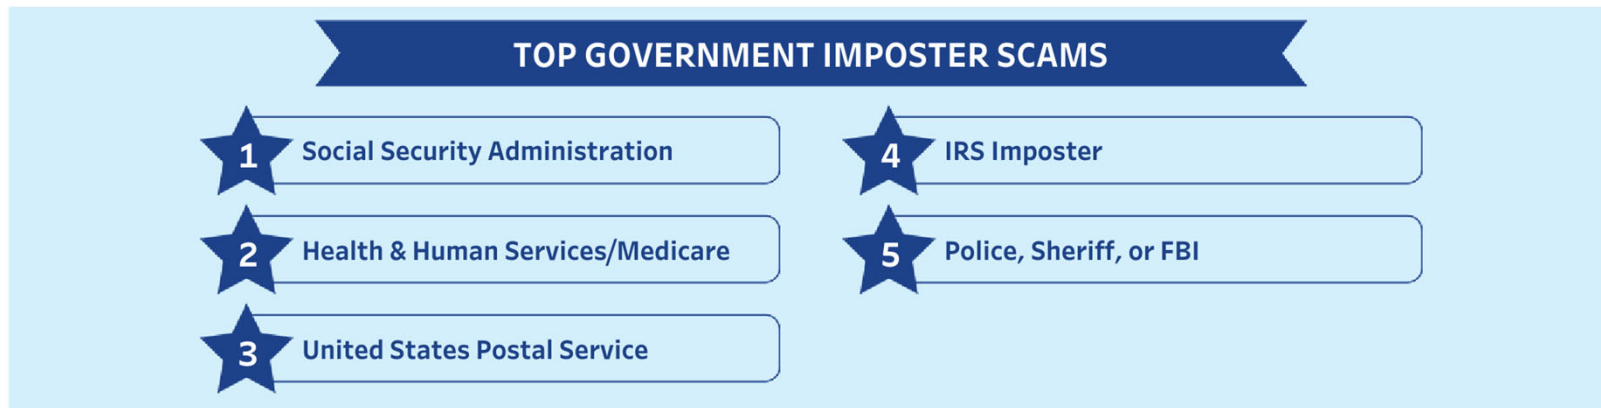 TOP GOVERNMENT IMPOSTER SCAMS
1 Social Security Administration
2 Health & Human Services/Medicare
3 United States Postal Service
4 IRS Imposter
5 Police, Sheriff, or FBI